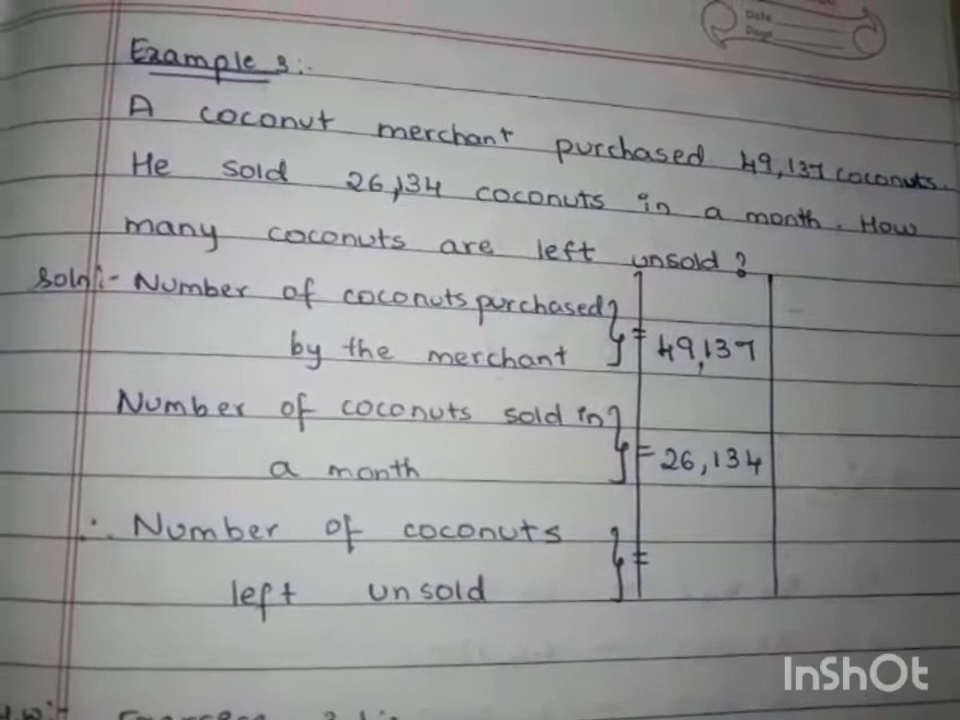 Date
Page
Example 3:-
A coconut merchant purchased 49,137 coconuts.
He sold 26,134 coconuts in a month. How
many coconuts are left unsold?
Soln:- Number of coconuts purchased
by the merchant } = 49,137
Number of coconuts sold in
a month } = 26,134
∴ Number of coconuts
left unsold } =
InShOt